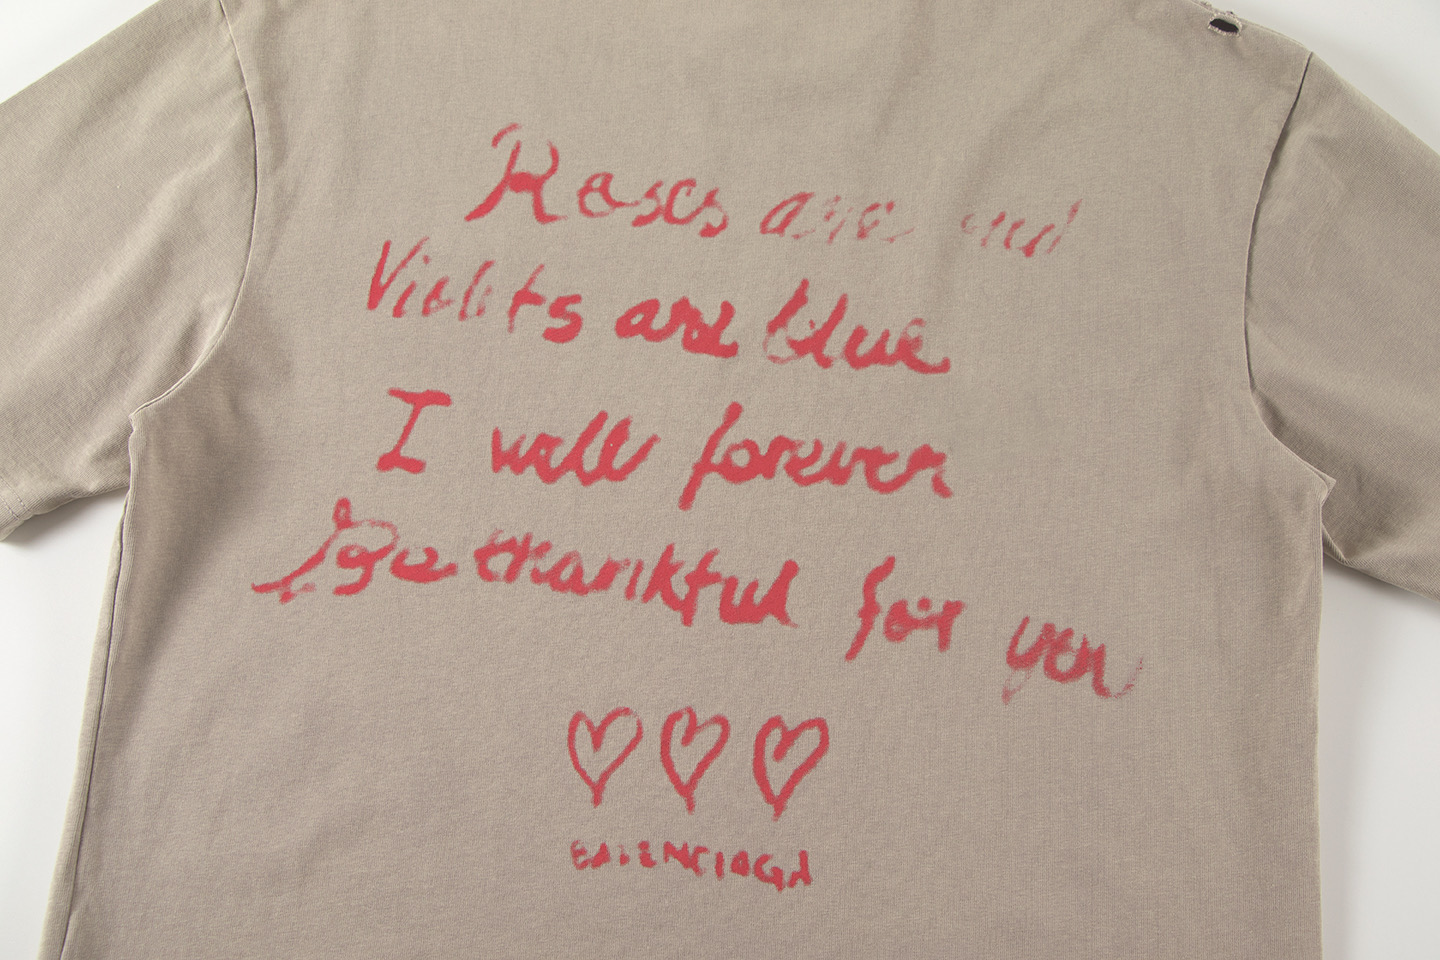 Roses are red
Violets are blue
I will forever
Be thankful for you
BALENCIAGA